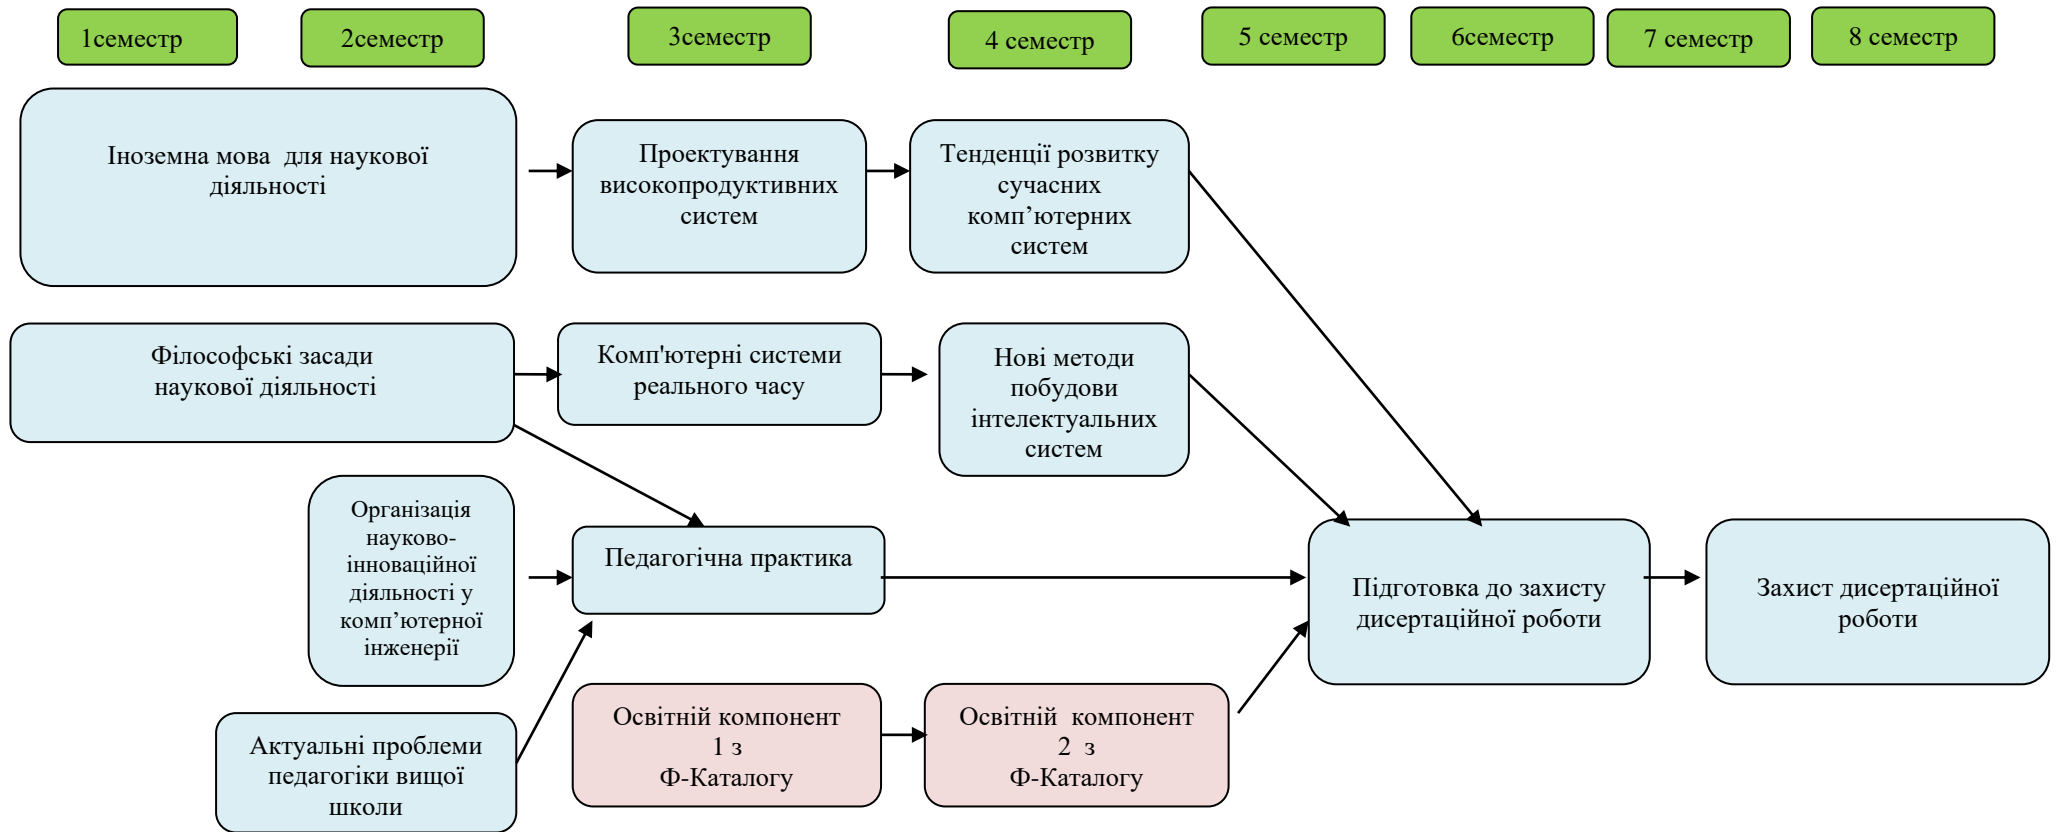 1семестр
2семестр
3семестр
4 семестр
5 семестр
6семестр
7 семестр
8 семестр
Іноземна мова для наукової
діяльності
Проектування
високопродуктивних
систем
Тенденції розвитку
сучасних
комп’ютерних
систем
Філософські засади
наукової діяльності
Комп'ютерні системи
реального часу
Нові методи
побудови
інтелектуальних
систем
Організація
науково-
інноваційної
діяльності у
комп’ютерної
інженерії
Педагогічна практика
Підготовка до захисту
дисертаційної роботи
Захист дисертаційної
роботи
Актуальні проблеми
педагогіки вищої
школи
Освітній компонент
1 з
Ф-Каталогу
Освітній компонент
2 з
Ф-Каталогу